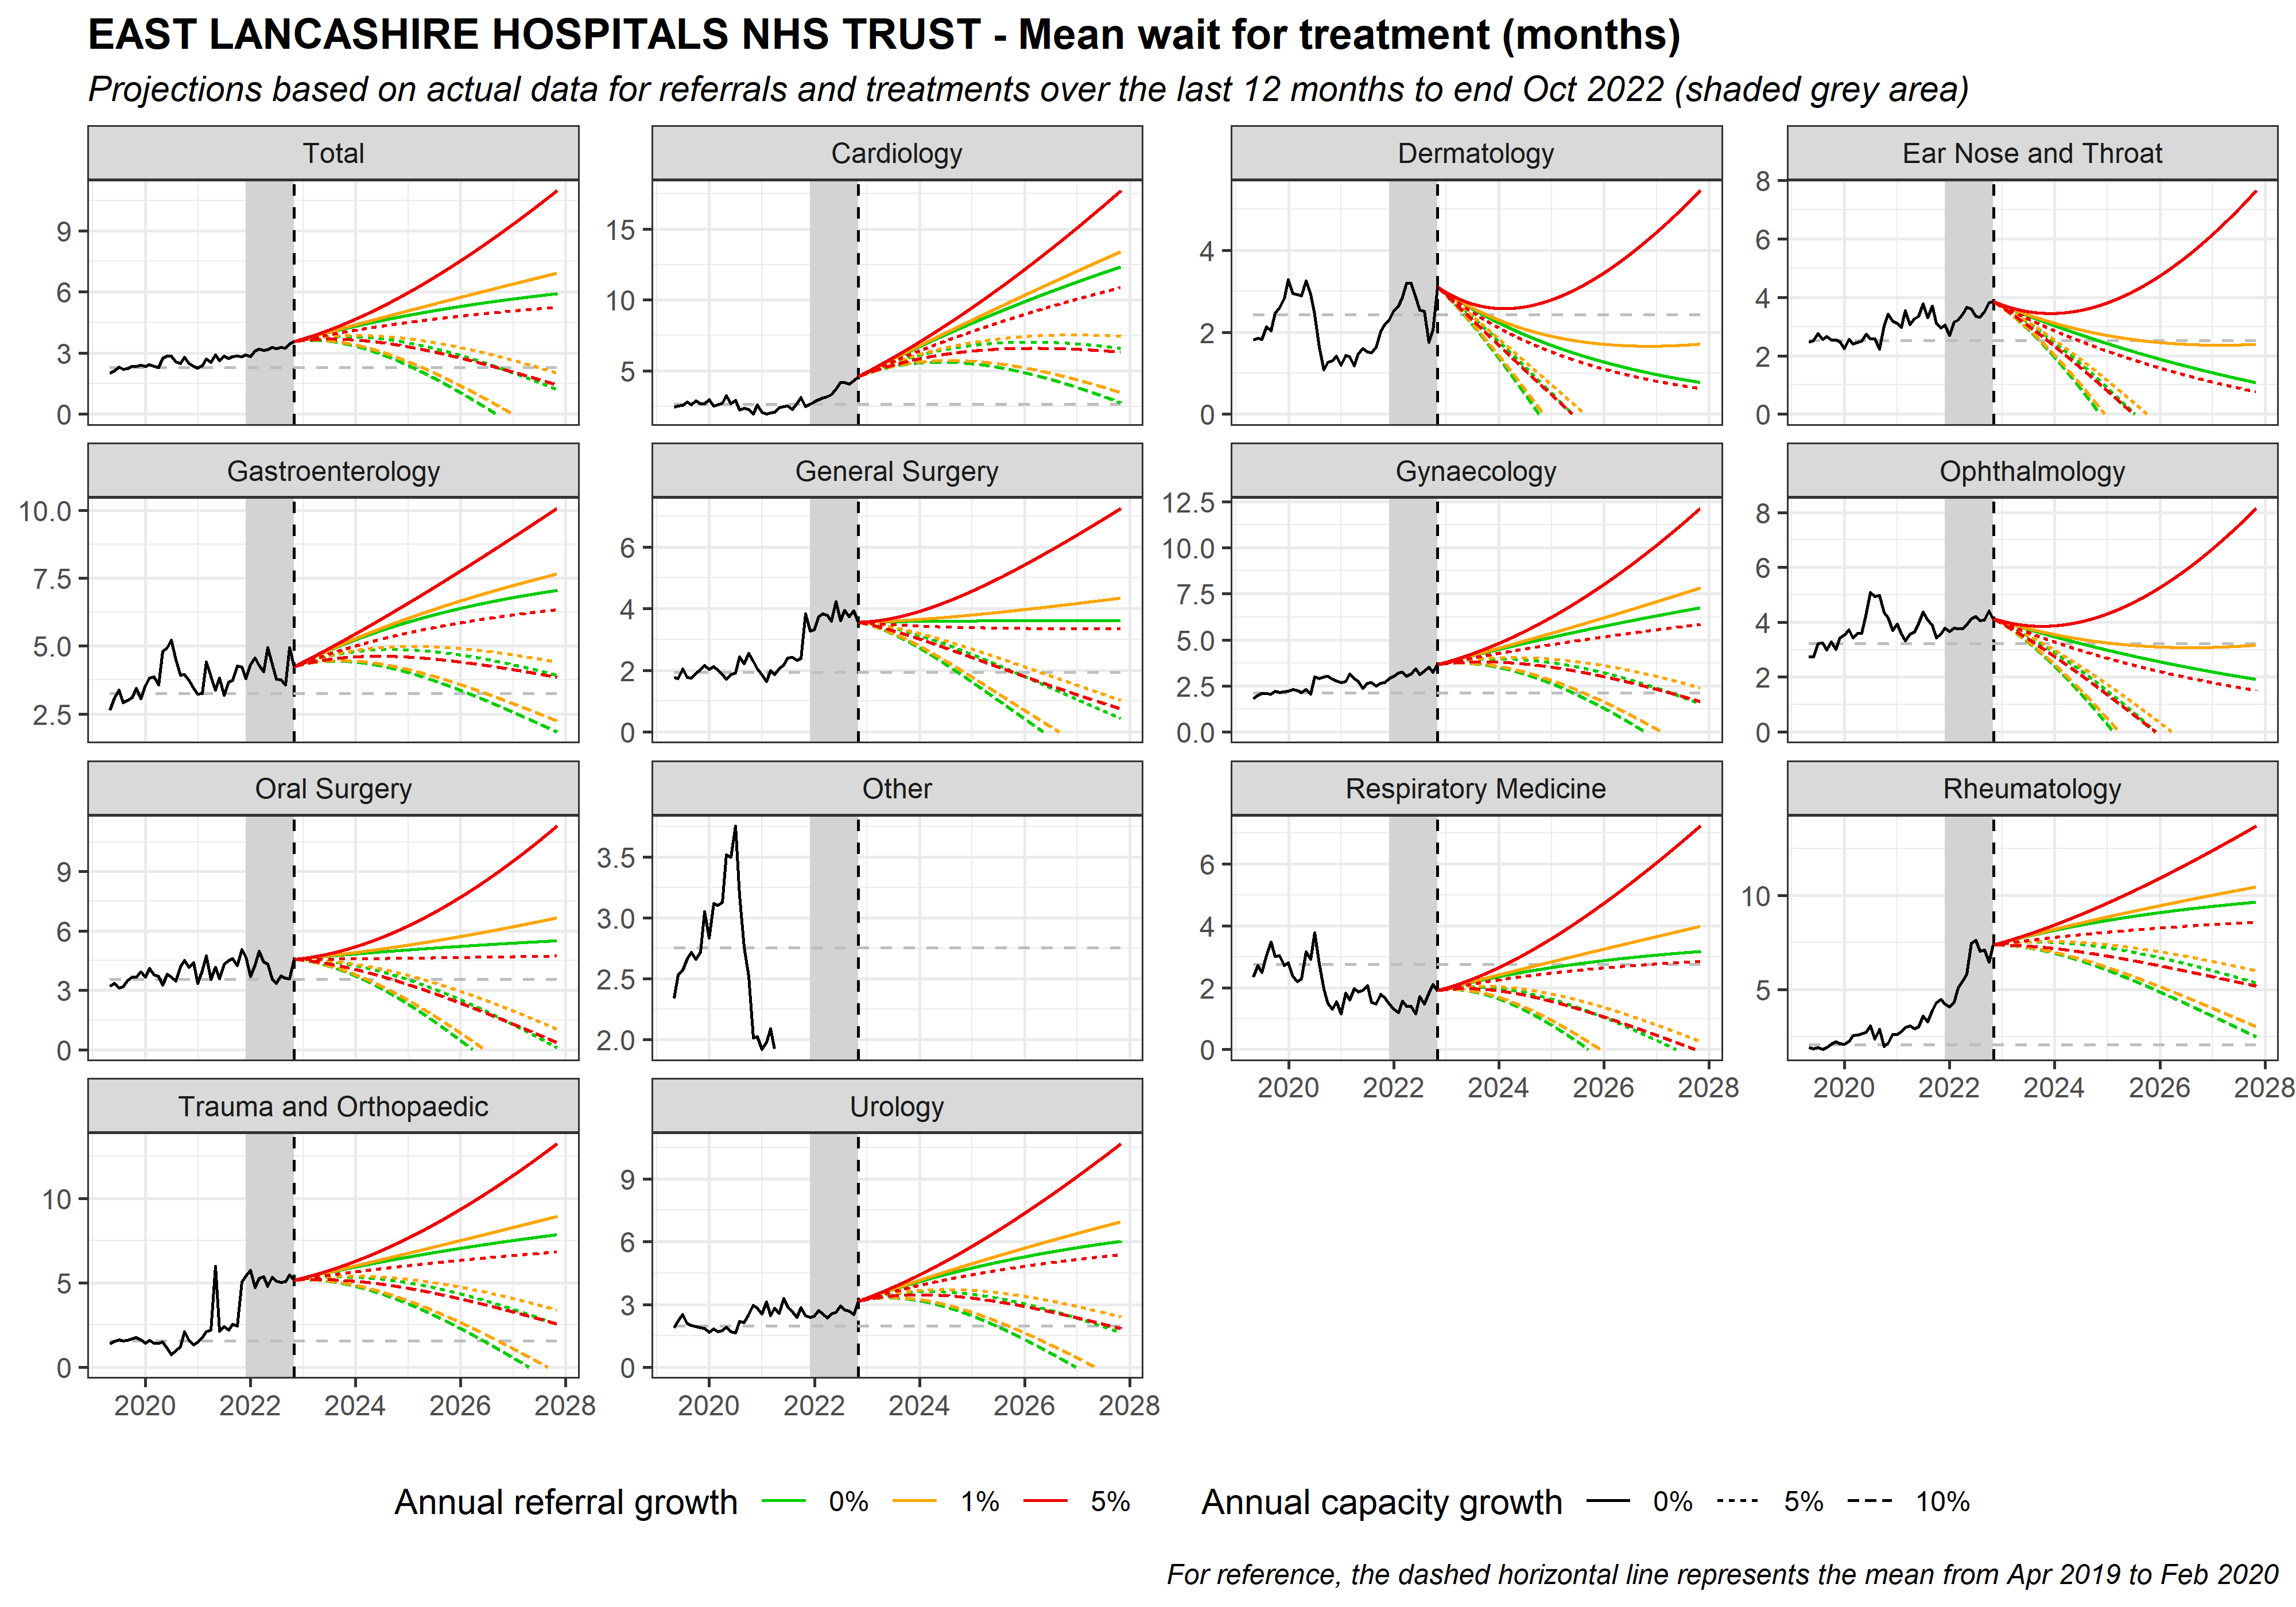 EAST LANCASHIRE HOSPITALS NHS TRUST - Mean wait for treatment (months)
Projections based on actual data for referrals and treatments over the last 12 months to end Oct 2022 (shaded grey area)
Total
Cardiology
Dermatology
Ear Nose and Throat
9
6
3
0
15
10
5
4
2
0
8
6
4
2
0
Gastroenterology
General Surgery
Gynaecology
Ophthalmology
10.0
7.5
5.0
2.5
6
4
2
0
12.5
10.0
7.5
5.0
2.5
0.0
8
6
4
2
0
Oral Surgery
Other
Respiratory Medicine
Rheumatology
9
6
3
0
3.5
3.0
2.5
2.0
6
4
2
0
10
5
2020 2022 2024 2026 2028
2020 2022 2024 2026 2028
Trauma and Orthopaedic
Urology
10
5
0
9
6
3
0
2020 2022 2024 2026 2028
2020 2022 2024 2026 2028
Annual referral growth 0% 1% 5%
Annual capacity growth 0% 5% 10%
For reference, the dashed horizontal line represents the mean from Apr 2019 to Feb 2020